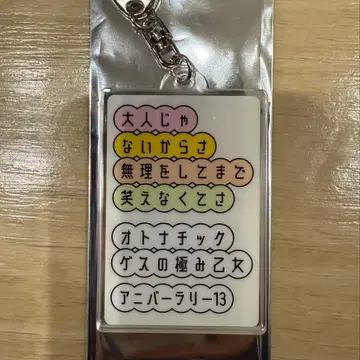 大人じゃ
ないからさ
無理をしてまで
笑えなくてさ
オトナチック
ゲスの極み乙女
アニバーラリー13